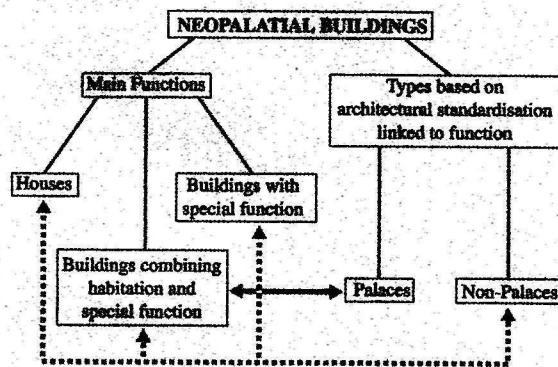 NEOPALATIAL BUILDINGS
Main Functions
Types based on
architectural standardisation
linked to function
Houses
Buildings with
special function
Buildings combining
habitation and
special function
Palaces
Non-Palaces